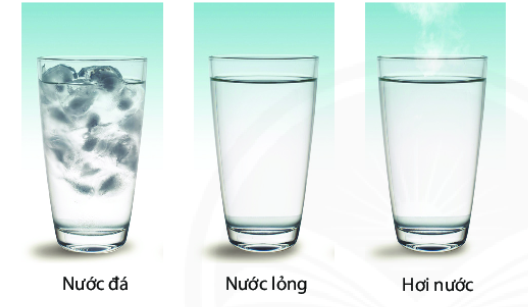 Nước đá
Nước lỏng
Hơi nước